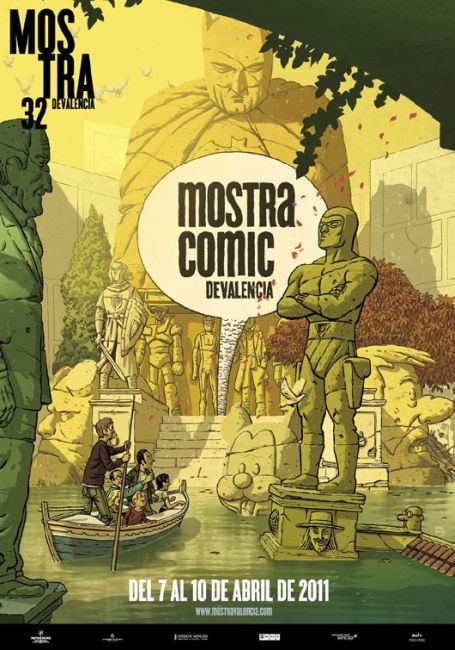 MOS
TRA
32 DEVALENCIA
MOSTRA
COMIC
DEVALENCIA
DEL 7 AL 10 DE ABRIL DE 2011
www.mostravalencia.com